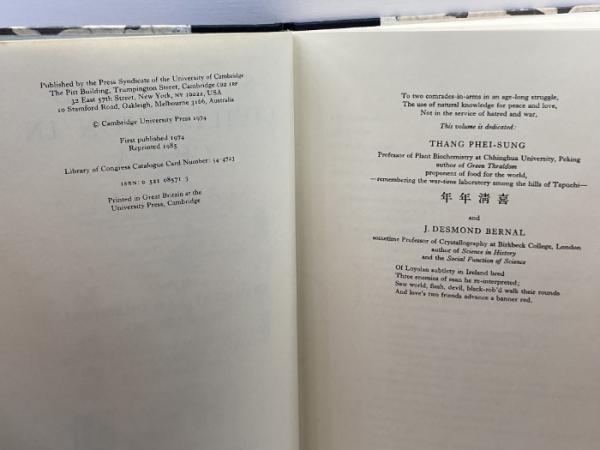 Published by the Press Syndicate of the University of Cambridge
The Pitt Building, Trumpington Street, Cambridge CB2 1RP
32 East 57th Street, New York, NY 10022, USA
10 Stamford Road, Oakleigh, Melbourne 3166, Australia
© Cambridge University Press 1974
First published 1974
Reprinted 1985
Library of Congress Catalogue Card Number: 54-4723
ISBN: 0 521 08571 3
Printed in Great Britain at the
University Press, Cambridge
To two comrades-in-arms in an age-long struggle,
The use of natural knowledge for peace and love,
Not in the service of hatred and war,
This volume is dedicated:
THANG PHEI-SUNG
Professor of Plant Biochemistry at Chhinghua University, Peking
author of Green Thraldom
proponent of food for the world,
—remembering the war-time laboratory among the hills of Tapuchi—
年年清喜
and
J. DESMOND BERNAL
sometime Professor of Crystallography at Birkbeck College, London
author of Science in History
and the Social Function of Science
Of Loyolan subtlety in Ireland bred
Three enemies of man he re-interpreted;
Saw world, flesh, devil, black-rob'd walk their rounds
And love's two friends advance a banner red.